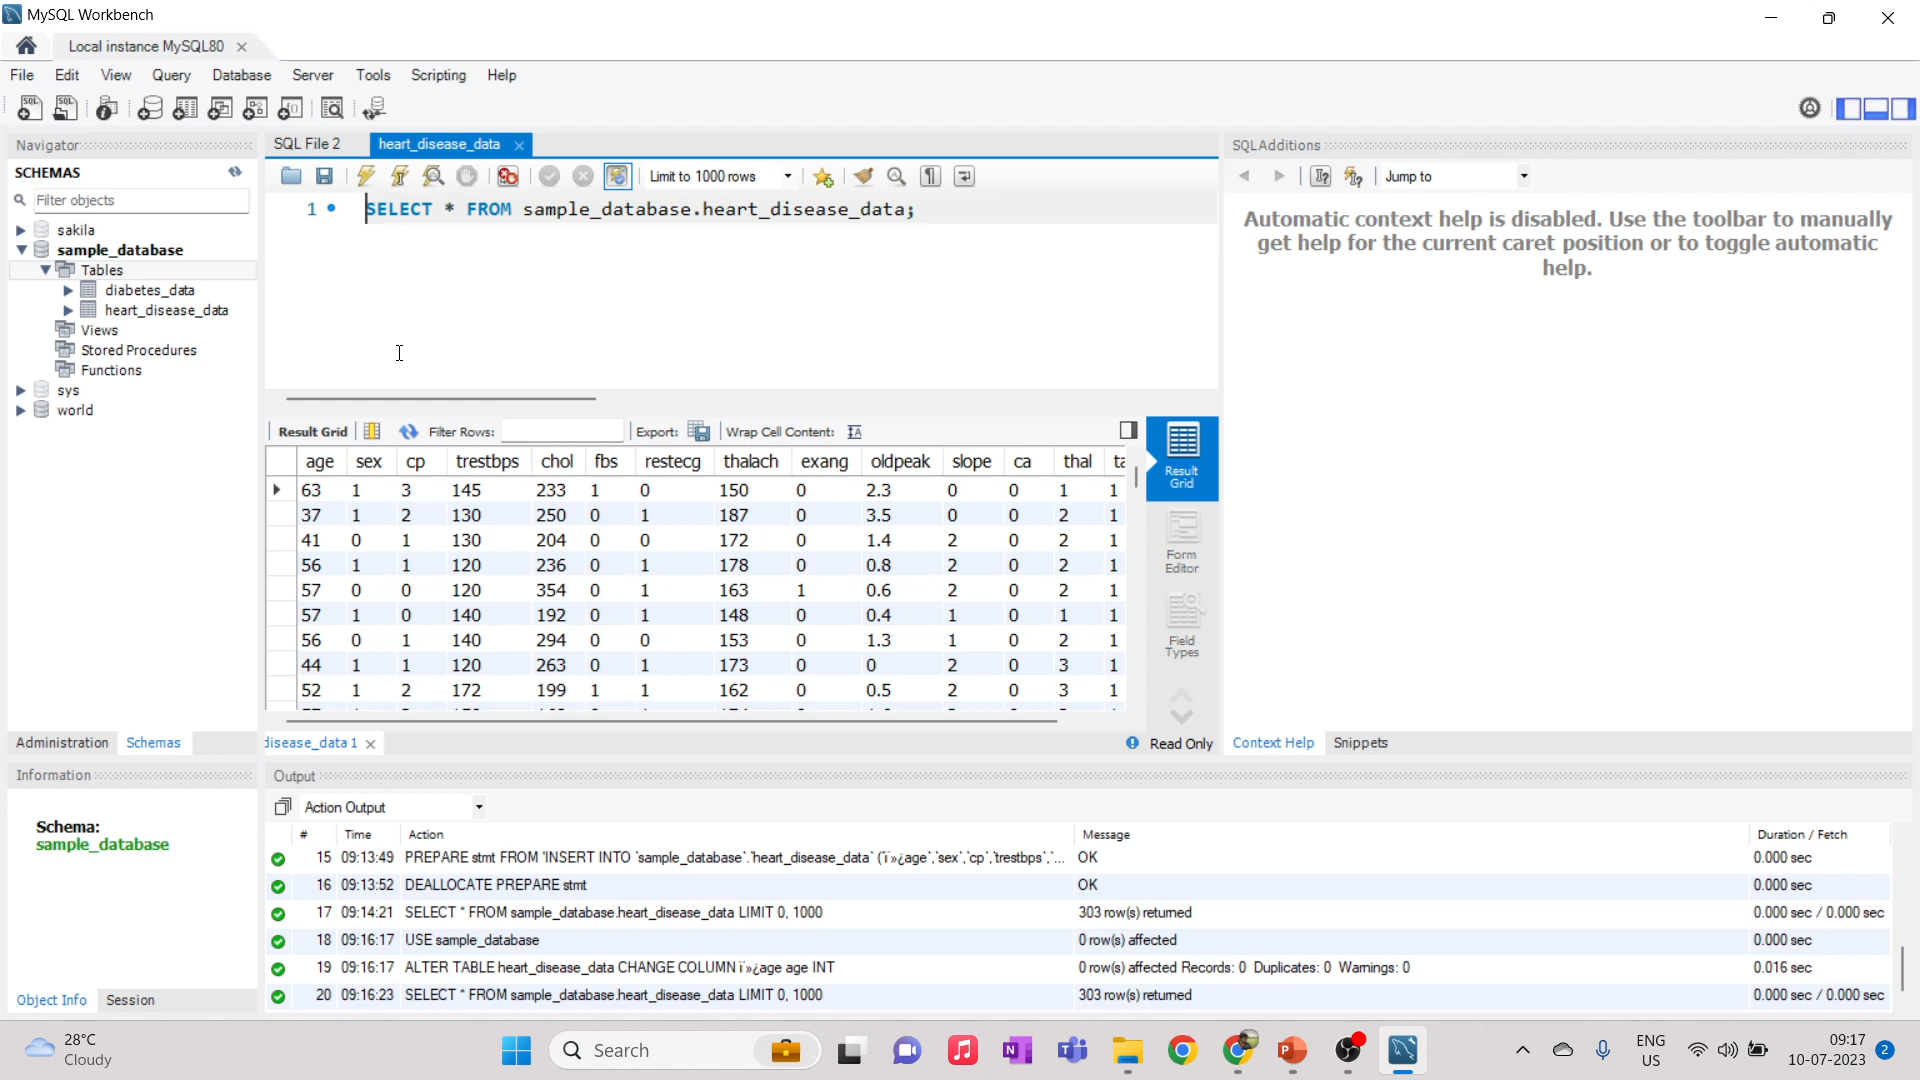 MySQL Workbench
Local instance MySQL80
File Edit View Query Database Server Tools Scripting Help
Navigator
SCHEMAS
Filter objects
sakila
sample_database
Tables
diabetes_data
heart_disease_data
Views
Stored Procedures
Functions
sys
world
Administration Schemas
Information
Schema:
sample_database
Object Info Session
SQL File 2 heart_disease_data
Limit to 1000 rows
1 SELECT * FROM sample_database.heart_disease_data;
Result Grid Filter Rows: Export: Wrap Cell Content:
age sex cp trestbps chol fbs restecg thalach exang oldpeak slope ca thal ta
63 1 3 145 233 1 0 150 0 2.3 0 0 1 1
37 1 2 130 250 0 1 187 0 3.5 0 0 2 1
41 0 1 130 204 0 0 172 0 1.4 2 0 2 1
56 1 1 120 236 0 1 178 0 0.8 2 0 2 1
57 0 0 120 354 0 1 163 1 0.6 2 0 2 1
57 1 0 140 192 0 1 148 0 0.4 1 0 1 1
56 0 1 140 294 0 0 153 0 1.3 1 0 2 1
44 1 1 120 263 0 1 173 0 0 2 0 3 1
52 1 2 172 199 1 1 162 0 0.5 2 0 3 1
Result Grid
Form Editor
Field Types
disease_data 1
Read Only
SQLAdditions
Jump to
Automatic context help is disabled. Use the toolbar to manually
get help for the current caret position or to toggle automatic
help.
Context Help Snippets
Output
Action Output
# Time Action Message Duration / Fetch
15 09:13:49 PREPARE stmt FROM 'INSERT INTO `sample_database`.`heart_disease_data` (`ï»¿age`,`sex`,`cp`,`trestbps`,`... OK 0.000 sec
16 09:13:52 DEALLOCATE PREPARE stmt OK 0.000 sec
17 09:14:21 SELECT * FROM sample_database.heart_disease_data LIMIT 0, 1000 303 row(s) returned 0.000 sec / 0.000 sec
18 09:16:17 USE sample_database 0 row(s) affected 0.000 sec
19 09:16:17 ALTER TABLE heart_disease_data CHANGE COLUMN ï»¿age age INT 0 row(s) affected Records: 0 Duplicates: 0 Warnings: 0 0.016 sec
20 09:16:23 SELECT * FROM sample_database.heart_disease_data LIMIT 0, 1000 303 row(s) returned 0.000 sec / 0.000 sec
28°C
Cloudy
Search
ENG
US
09:17
10-07-2023
2